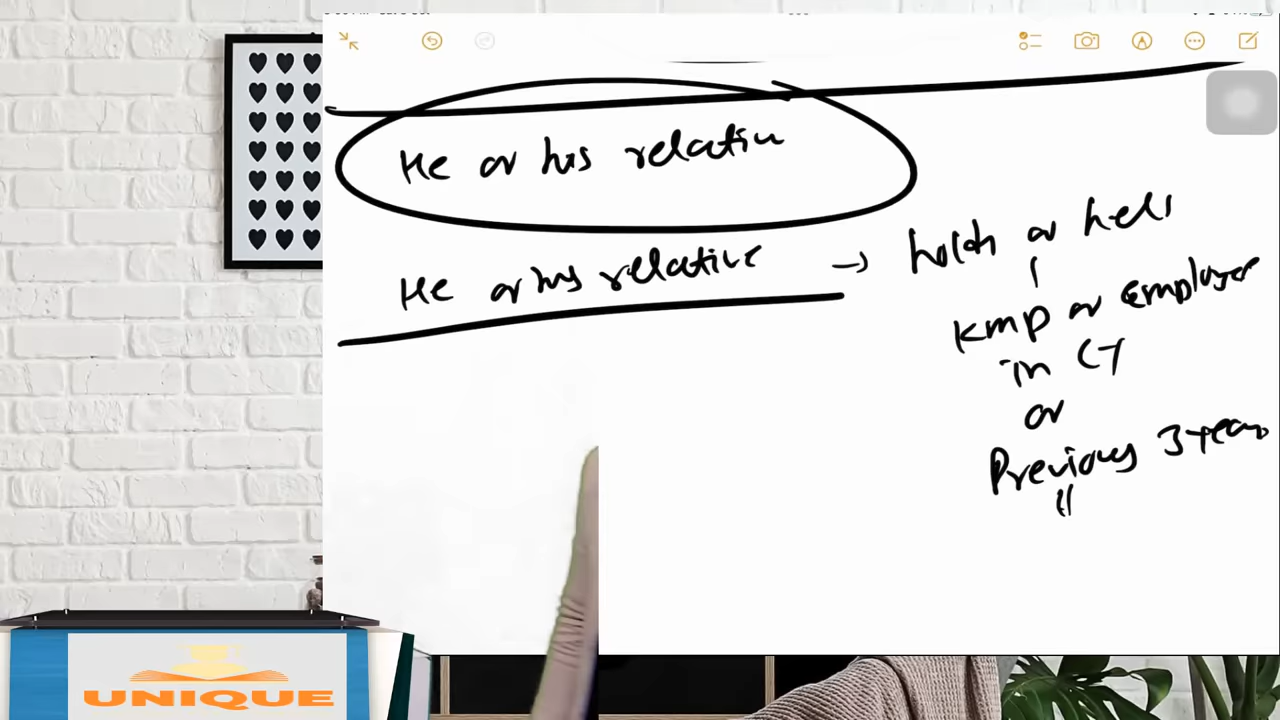 He or his relative
He or his relative → holds or held
KMP or Employee
in CY
or
Previous 3 years
UNIQUE